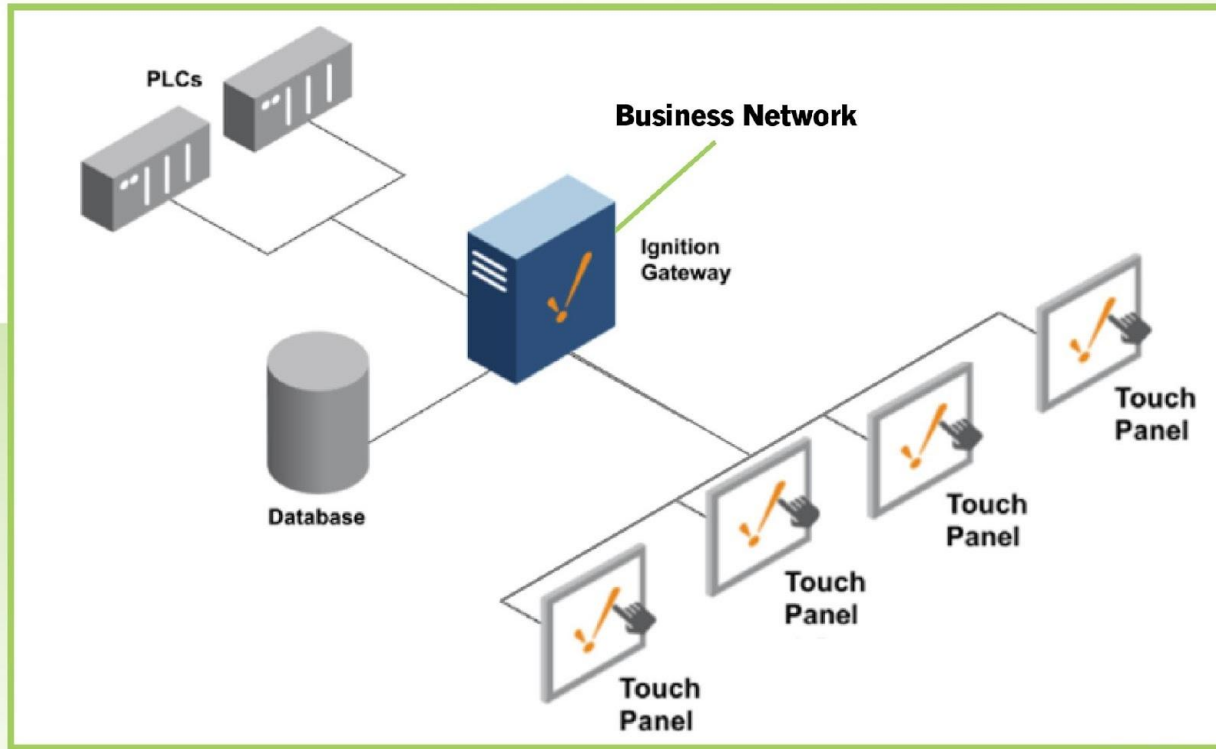 PLCs
Business Network
Ignition
Gateway
Touch
Panel
Touch
Panel
Database
Touch
Panel
Touch
Panel